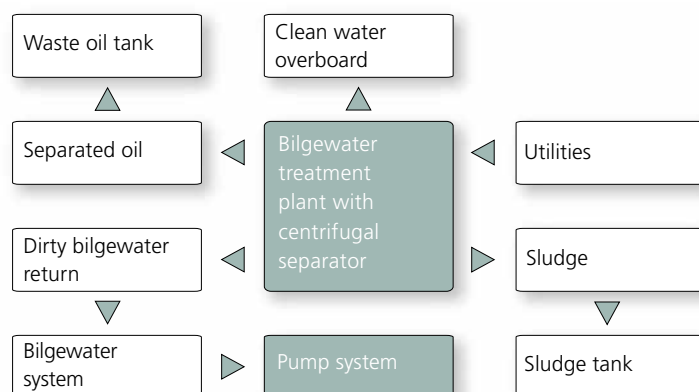 Waste oil tank
Clean water
overboard
Separated oil
Bilgewater
treatment
plant with
centrifugal
separator
Utilities
Dirty bilgewater
return
Sludge
Bilgewater
system
Pump system
Sludge tank